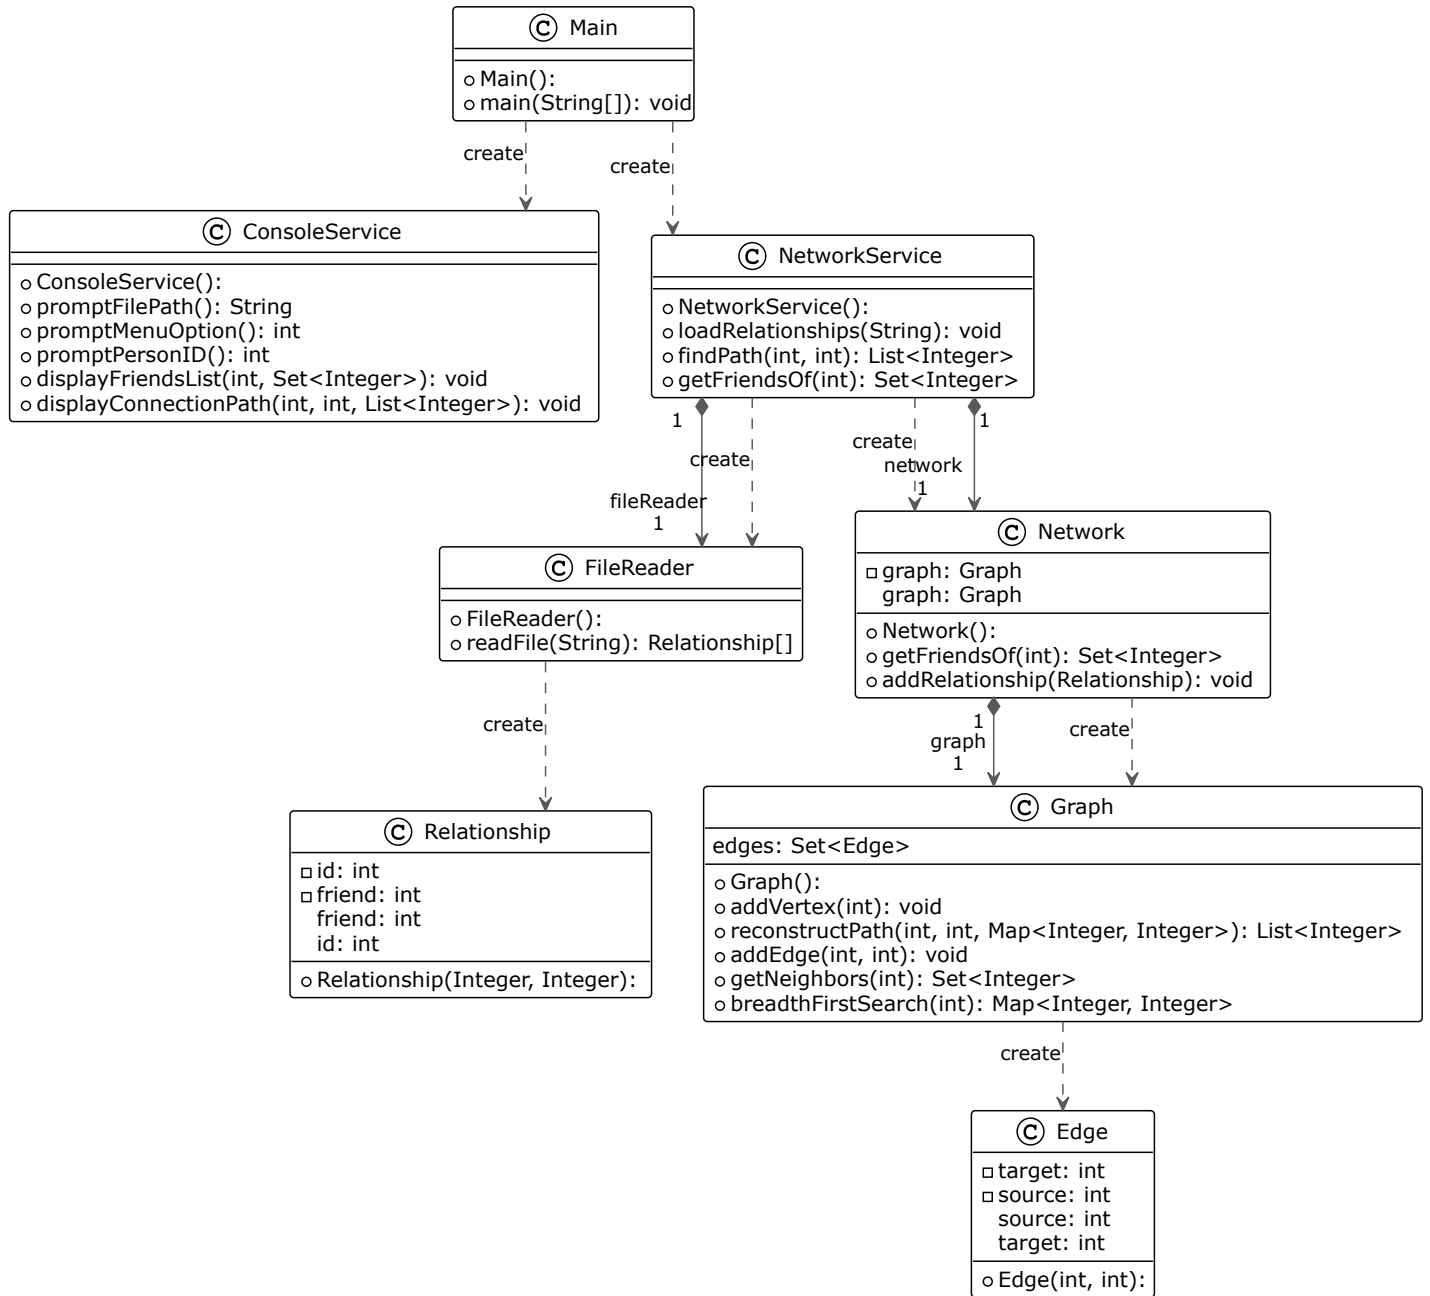 C Main
Main():
main(String[]): void
create
create
C ConsoleService
ConsoleService():
promptFilePath(): String
promptMenuOption(): int
promptPersonID(): int
displayFriendsList(int, Set<Integer>): void
displayConnectionPath(int, int, List<Integer>): void
C NetworkService
NetworkService():
loadRelationships(String): void
findPath(int, int): List<Integer>
getFriendsOf(int): Set<Integer>
1
create
fileReader
1
create
1
network
1
C FileReader
FileReader():
readFile(String): Relationship[]
C Network
graph: Graph
graph: Graph
Network():
getFriendsOf(int): Set<Integer>
addRelationship(Relationship): void
create
1
graph
1
create
C Relationship
id: int
friend: int
friend: int
id: int
Relationship(Integer, Integer):
C Graph
edges: Set<Edge>
Graph():
addVertex(int): void
reconstructPath(int, int, Map<Integer, Integer>): List<Integer>
addEdge(int, int): void
getNeighbors(int): Set<Integer>
breadthFirstSearch(int): Map<Integer, Integer>
create
C Edge
target: int
source: int
source: int
target: int
Edge(int, int):